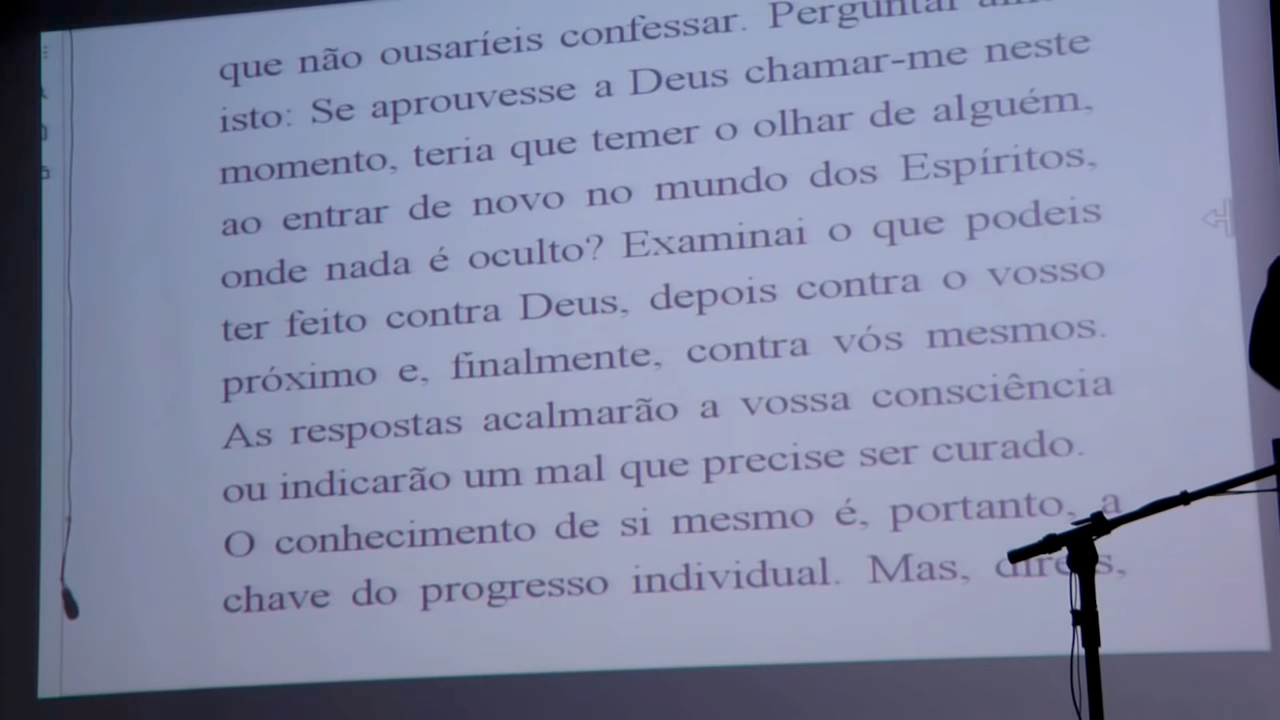 que não ousaríeis confessar. Perguntai
isto: Se aprouvesse a Deus chamar-me neste
momento, teria que temer o olhar de alguém,
ao entrar de novo no mundo dos Espíritos,
onde nada é oculto? Examinai o que podeis
ter feito contra Deus, depois contra o vosso
próximo e, finalmente, contra vós mesmos.
As respostas acalmarão a vossa consciência
ou indicarão um mal que precise ser curado.
O conhecimento de si mesmo é, portanto, a
chave do progresso individual. Mas, direis,